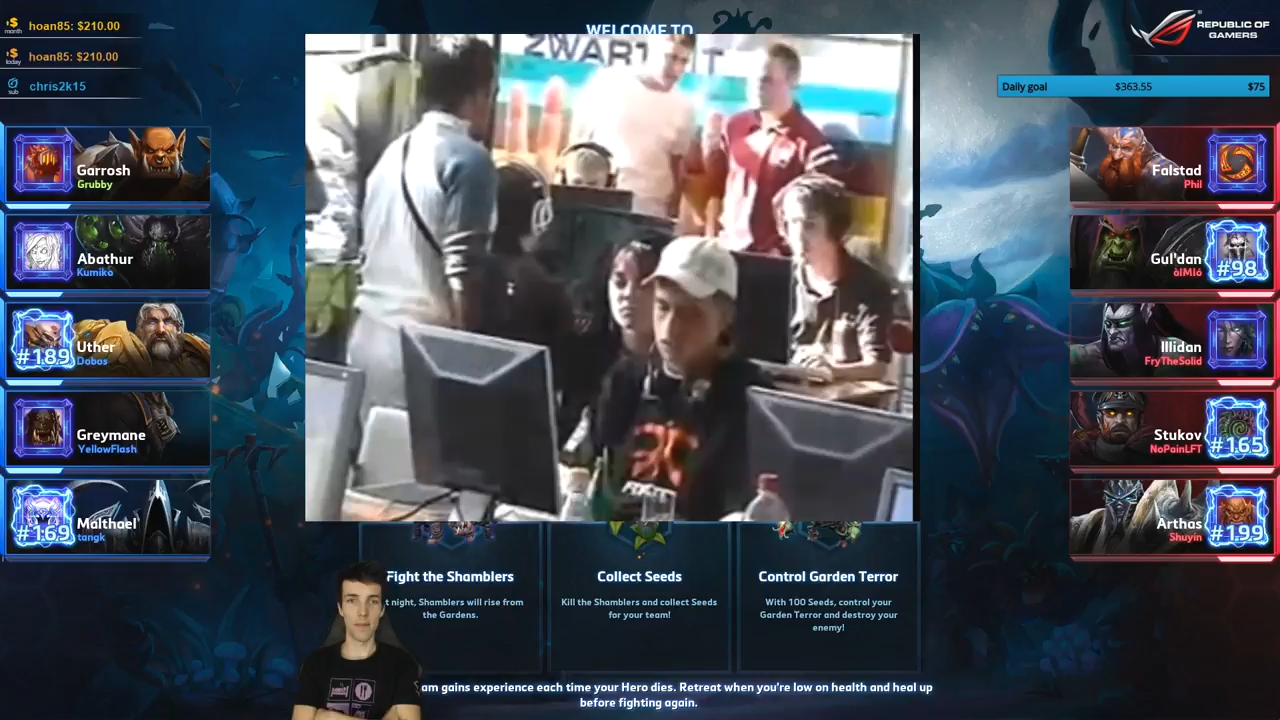 $ month hoan85: $210.00
$ today hoan85: $210.00
sub chris2k15
WELCOME TO
REPUBLIC OF
GAMERS
Daily goal $363.55 $75
Garrosh
Grubby
Abathur
Kumiko
#189 Uther
Dobos
Greymane
YellowFlash
#169 Malthael
tangk
Falstad
Phil
Gul'dan #98
Illidan
FryTheSolid
Stukov #165
NoPainLFT
Arthas #199
Shuyin
Fight the Shamblers
t night, Shamblers will rise from
the Gardens.
Collect Seeds
Kill the Shamblers and collect Seeds
for your team!
Control Garden Terror
With 100 Seeds, control your
Garden Terror and destroy your
enemy!
am gains experience each time your Hero dies. Retreat when you're low on health and heal up
before fighting again.